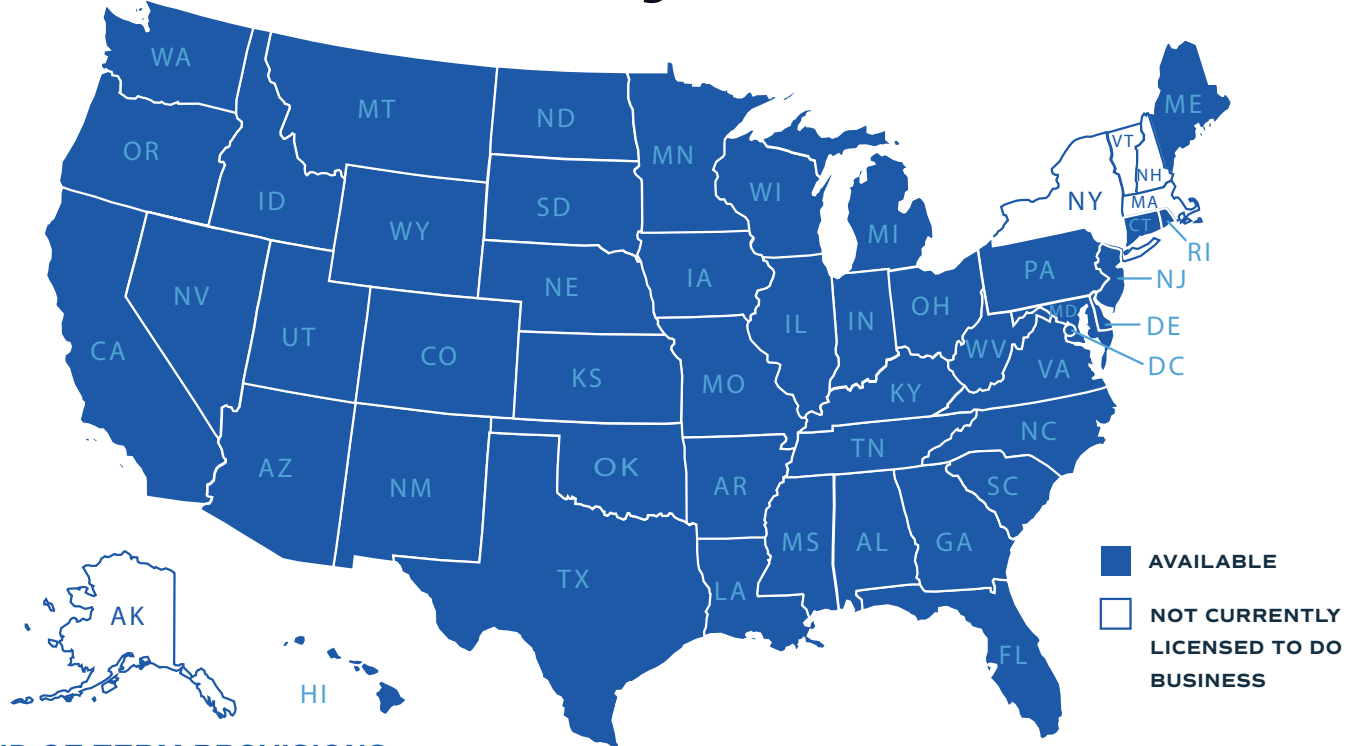 WA
MT
ND
MN
ME
OR
ID
SD
WI
VT
NH
WY
MI
NY
MA
CT
RI
NV
NE
IA
PA
NJ
UT
CO
IL
IN
OH
MD
DE
CA
KS
MO
WV
VA
DC
KY
AZ
NM
OK
AR
TN
NC
SC
TX
LA
MS
AL
GA
FL
AK
HI
AVAILABLE
NOT CURRENTLY
LICENSED TO DO
BUSINESS
OF TERM PROVISIONS